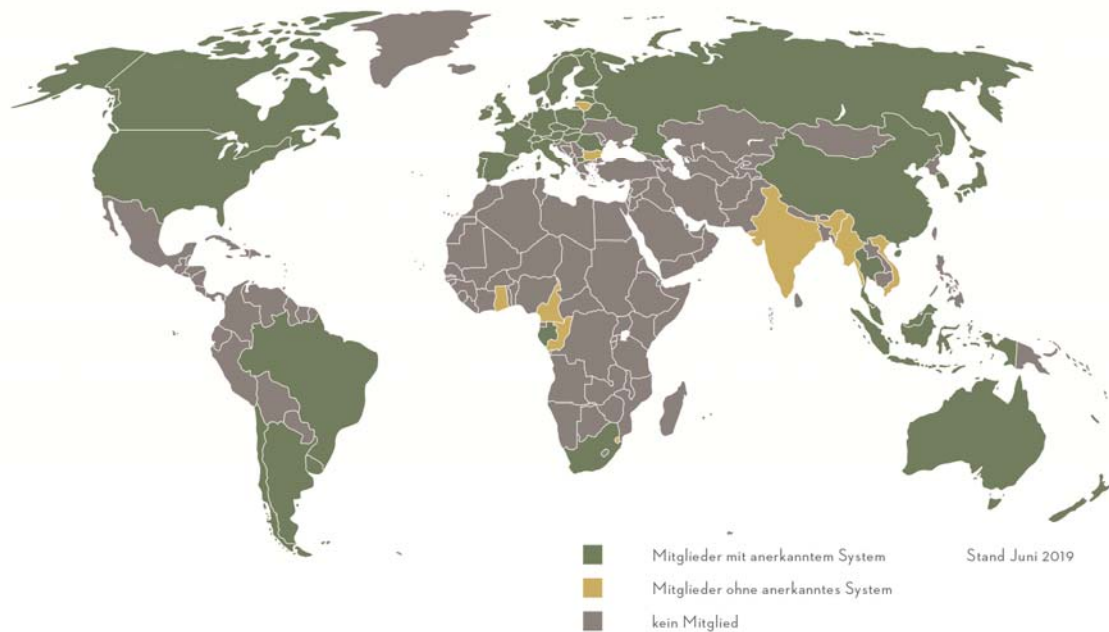 Mitglieder mit anerkanntem System
Stand Juni 2019
Mitglieder ohne anerkanntes System
kein Mitglied